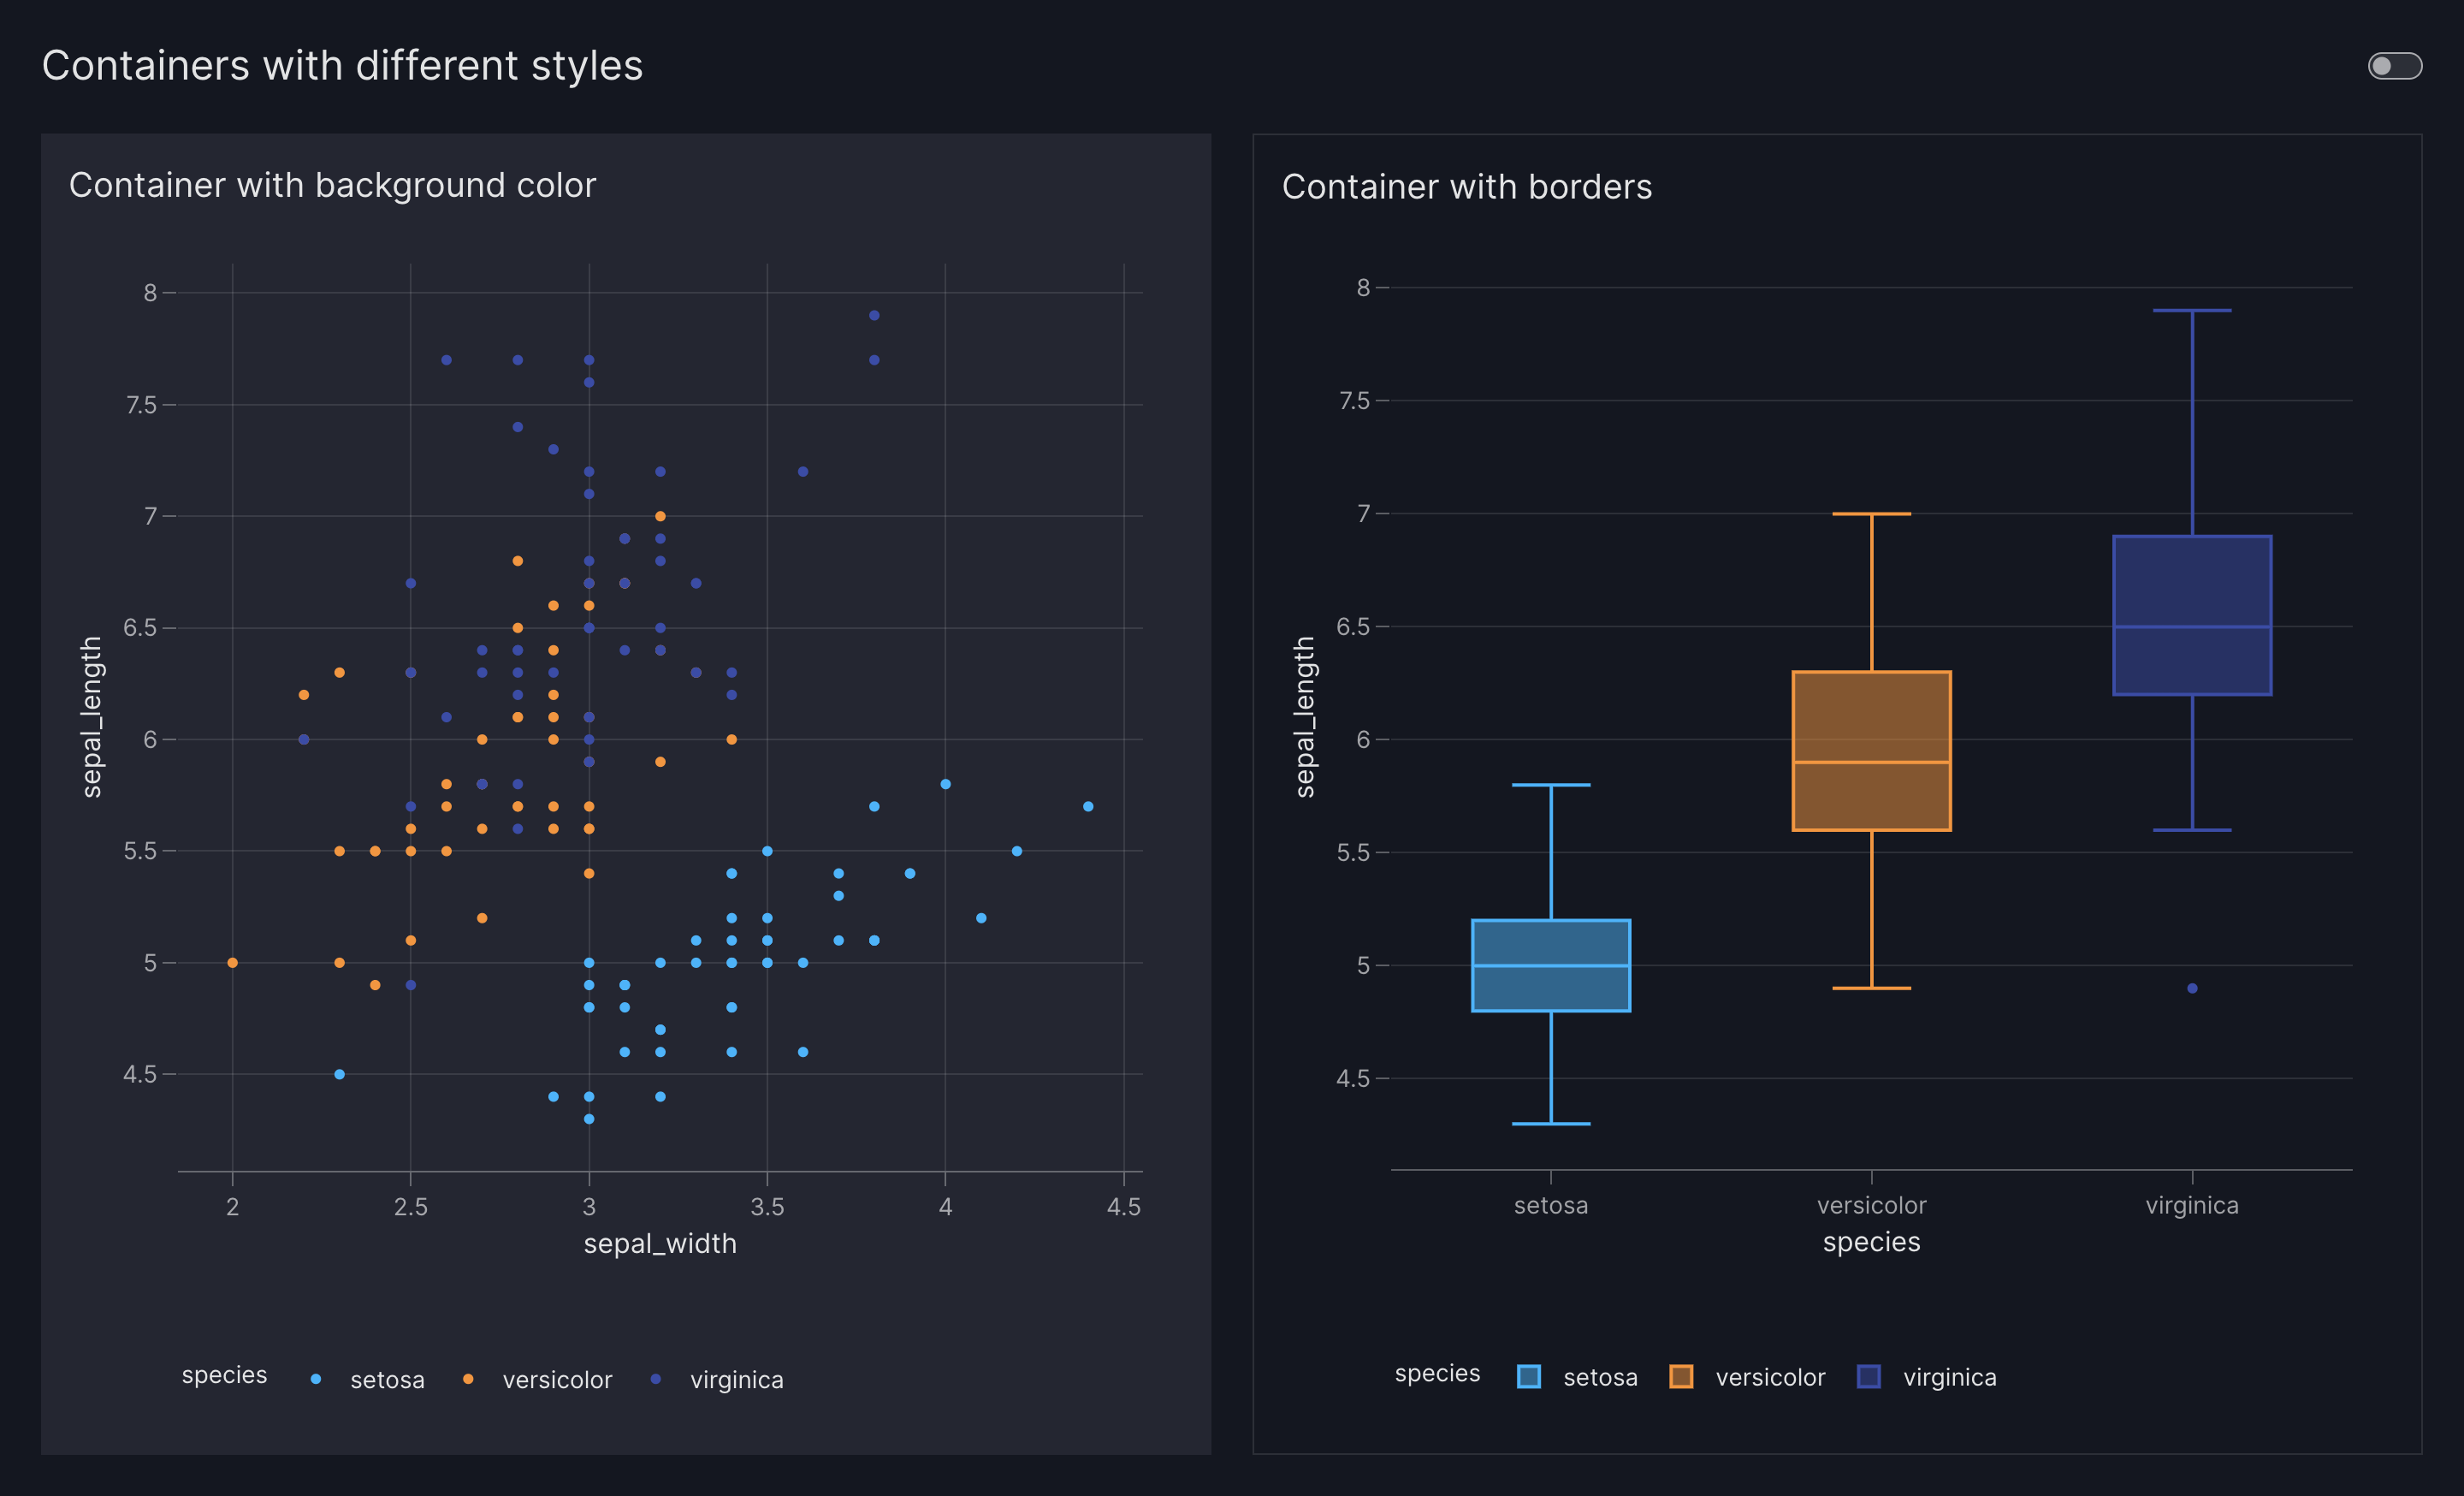 Containers with different styles
Container with background color
8
7.5
7
6.5
6
5.5
5
4.5
sepal_length
2 2.5 3 3.5 4 4.5
sepal_width
species setosa versicolor virginica
Container with borders
8
7.5
7
6.5
6
5.5
5
4.5
sepal_length
setosa versicolor virginica
species
species setosa versicolor virginica